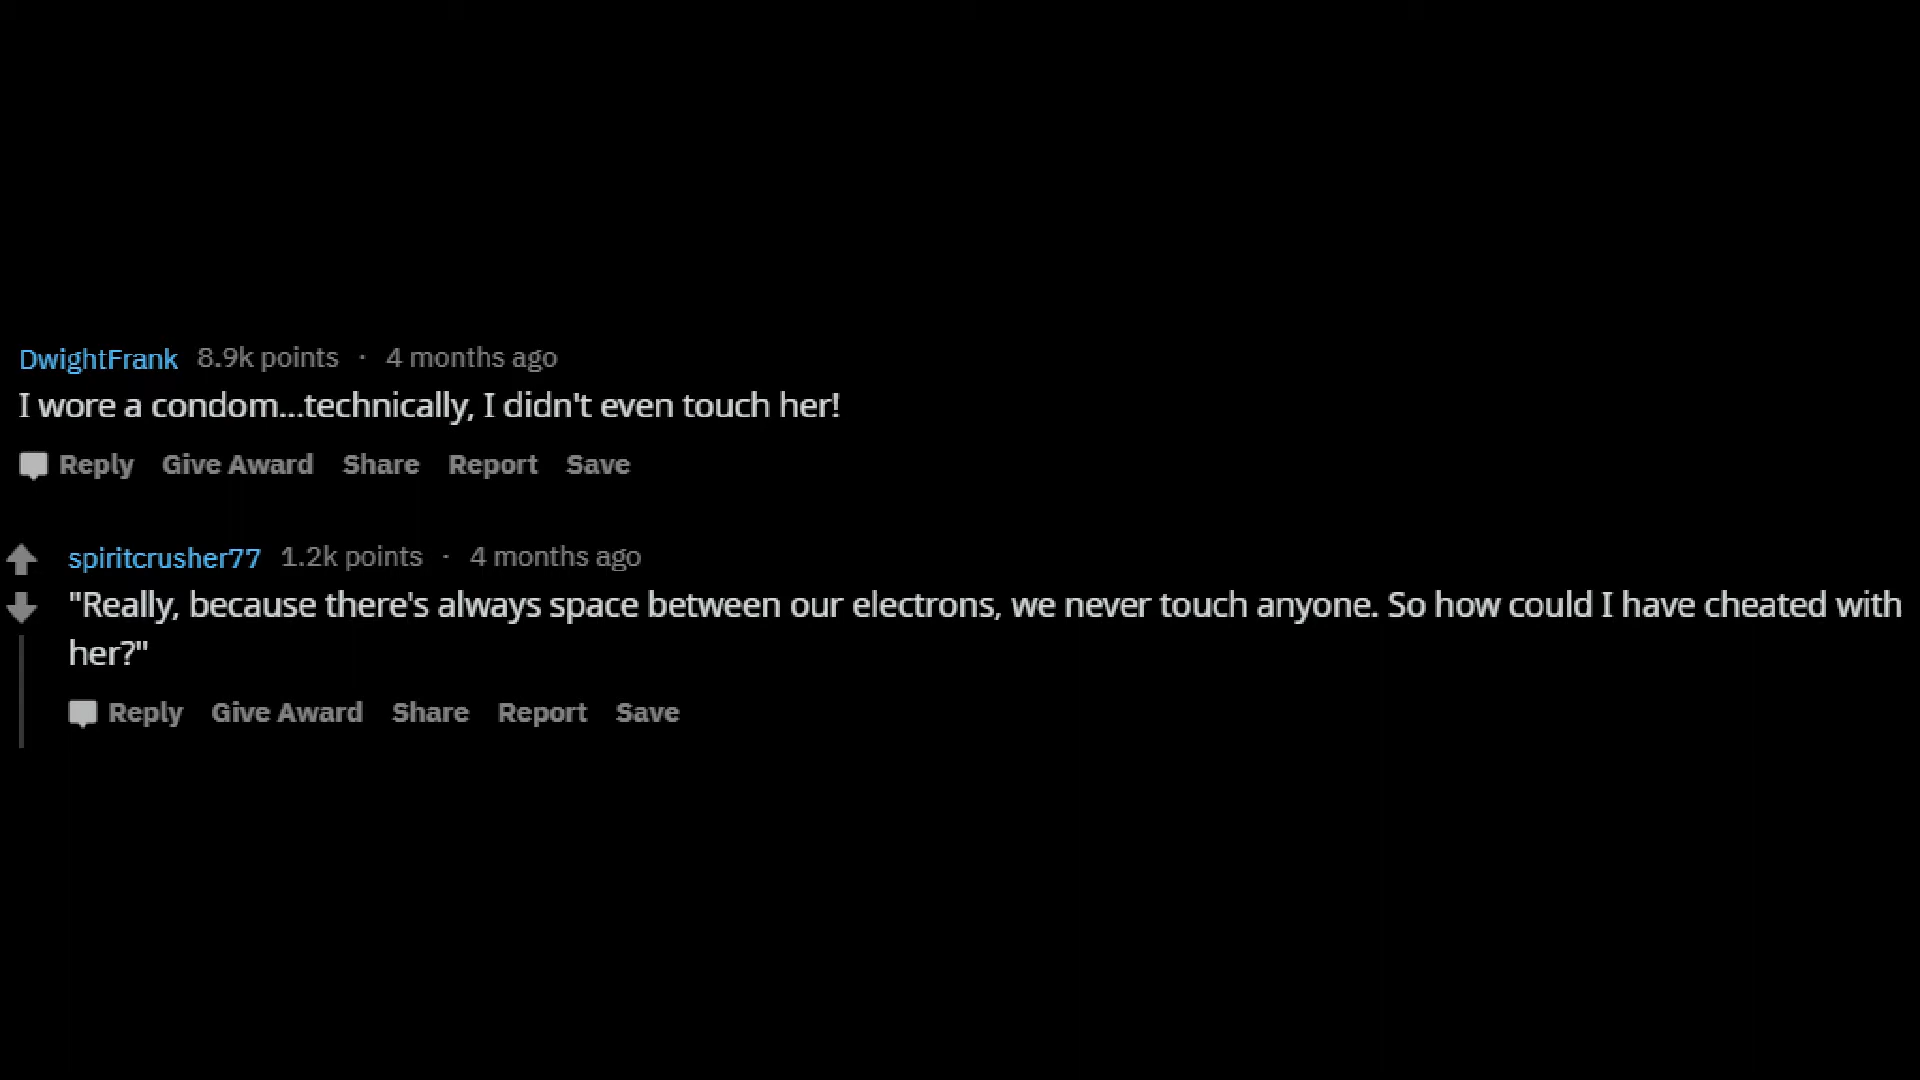 DwightFrank 8.9k points · 4 months ago
I wore a condom...technically, I didn't even touch her!
Reply Give Award Share Report Save
spiritcrusher77 1.2k points · 4 months ago
"Really, because there's always space between our electrons, we never touch anyone. So how could I have cheated with
her?"
Reply Give Award Share Report Save